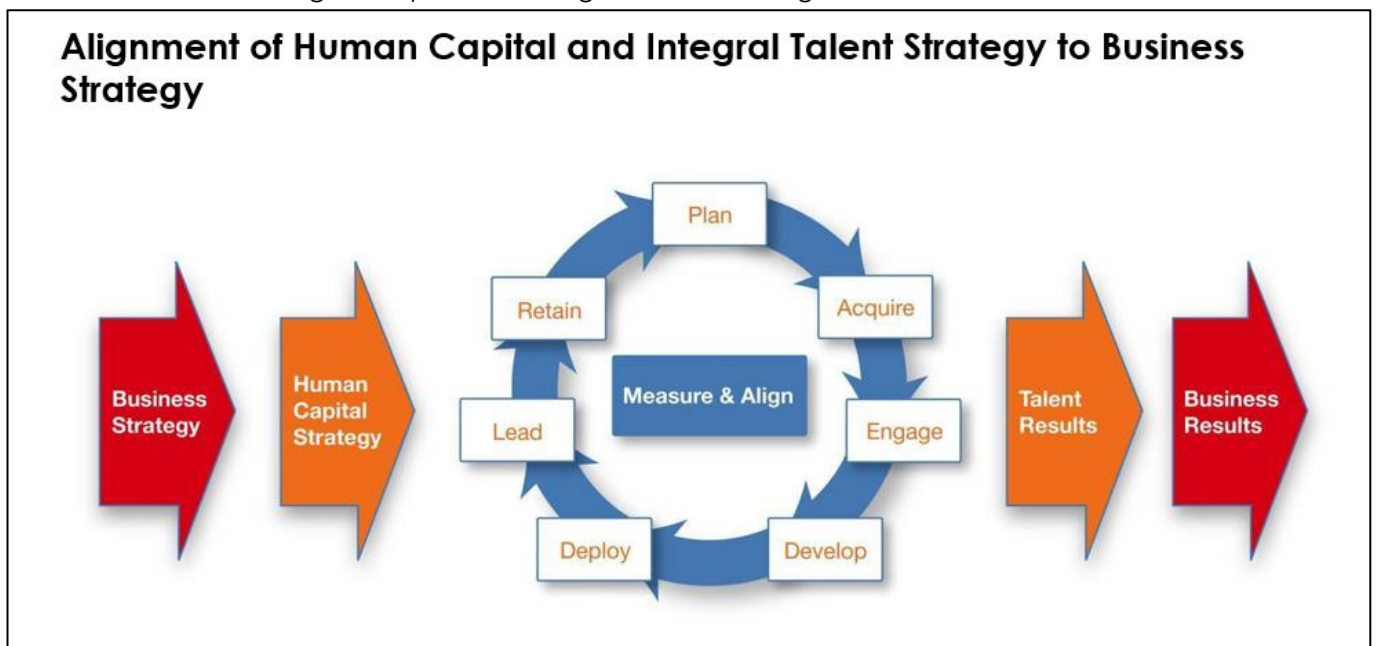 Alignment of Human Capital and Integral Talent Strategy to Business
Strategy
Plan
Retain
Acquire
Business
Strategy
Human
Capital
Strategy
Measure & Align
Talent
Results
Business
Results
Lead
Engage
Deploy
Develop